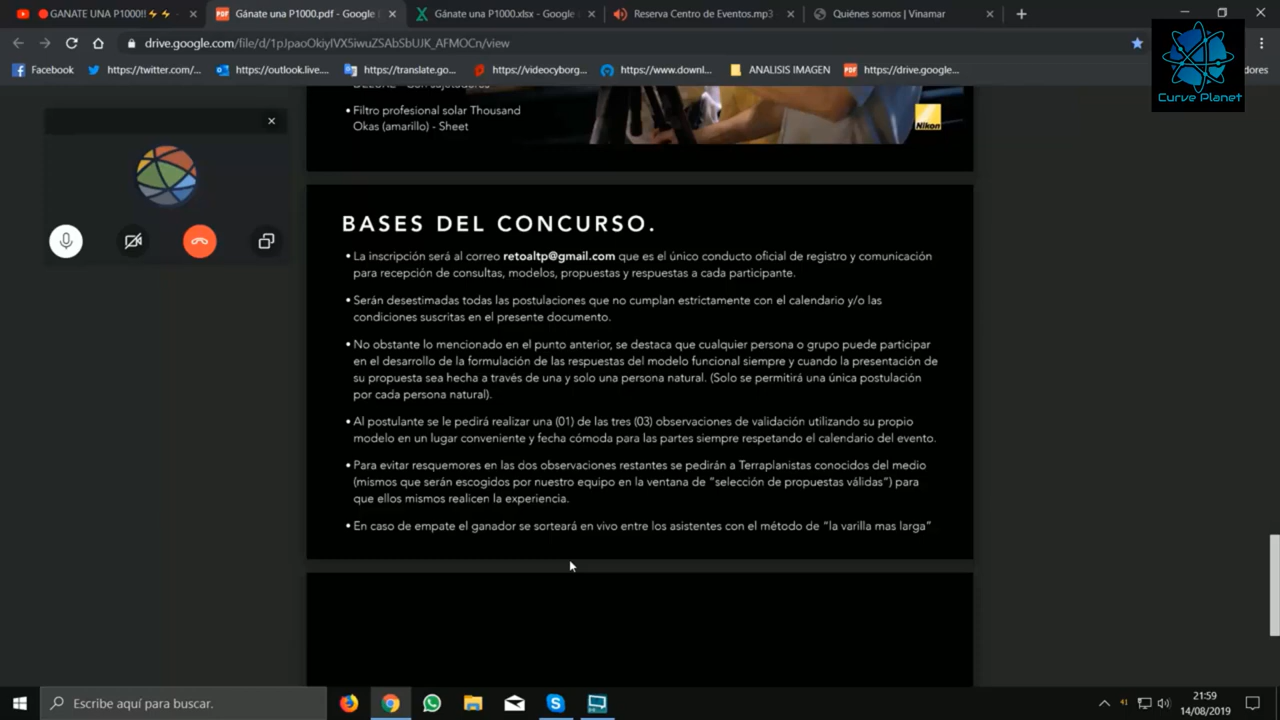 GANATE UNA P1000!!
Gánate una P1000.pdf - Google
Gánate una P1000.xlsx - Google
Reserva Centro de Eventos.mp3
Quiénes somos | Vinamar
drive.google.com/file/d/1pJpaoOkiyIVX5iwuZSAbSbUJK_AFMOCn/view
Facebook
https://twitter.com/...
https://outlook.live....
https://translate.go...
https://videocyborg...
https://www.downl...
ANALISIS IMAGEN
https://drive.google...
dores
Curve Planet
• Filtro profesional solar Thousand
Okas (amarillo) - Sheet
Nikon
BASES DEL CONCURSO.
• La inscripción será al correo retoaltp@gmail.com que es el único conducto oficial de registro y comunicación
para recepción de consultas, modelos, propuestas y respuestas a cada participante.
• Serán desestimadas todas las postulaciones que no cumplan estrictamente con el calendario y/o las
condiciones suscritas en el presente documento.
• No obstante lo mencionado en el punto anterior, se destaca que cualquier persona o grupo puede participar
en el desarrollo de la formulación de las respuestas del modelo funcional siempre y cuando la presentación de
su propuesta sea hecha a través de una y solo una persona natural. (Solo se permitirá una única postulación
por cada persona natural).
• Al postulante se le pedirá realizar una (01) de las tres (03) observaciones de validación utilizando su propio
modelo en un lugar conveniente y fecha cómoda para las partes siempre respetando el calendario del evento.
• Para evitar resquemores en las dos observaciones restantes se pedirán a Terraplanistas conocidos del medio
(mismos que serán escogidos por nuestro equipo en la ventana de “selección de propuestas válidas”) para
que ellos mismos realicen la experiencia.
• En caso de empate el ganador se sorteará en vivo entre los asistentes con el método de “la varilla mas larga”
Escribe aquí para buscar.
41
21:59
14/08/2019